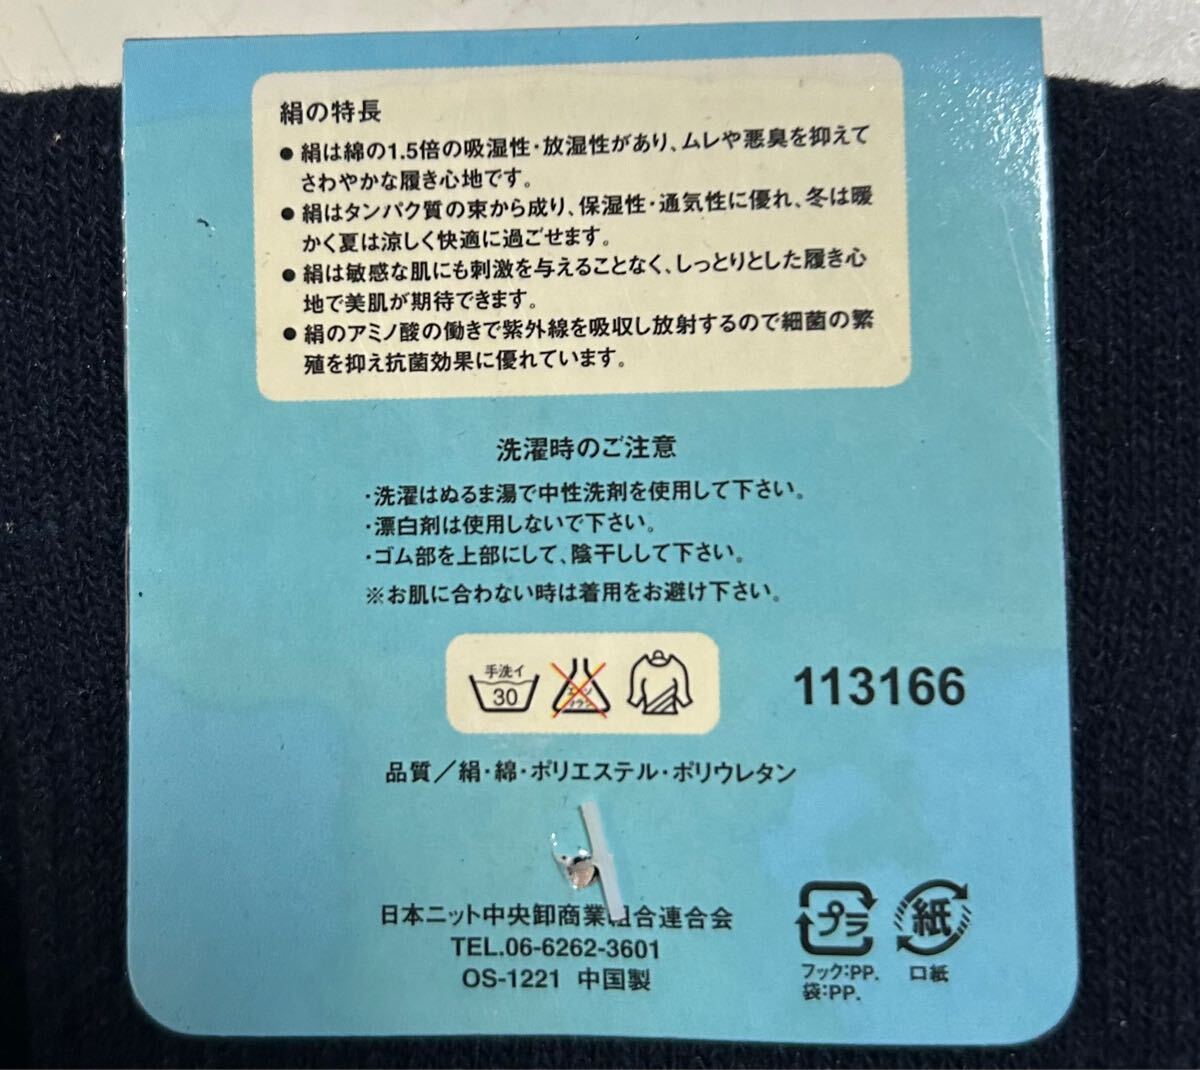 絹の特長
● 絹は綿の1.5倍の吸湿性・放湿性があり、ムレや悪臭を抑えて
さわやかな履き心地です。
● 絹はタンパク質の束から成り、保湿性・通気性に優れ、冬は暖
かく夏は涼しく快適に過ごせます。
● 絹は敏感な肌にも刺激を与えることなく、しっとりとした履き心
地で美肌が期待できます。
● 絹のアミノ酸の働きで紫外線を吸収し放射するので細菌の繁
殖を抑え抗菌効果に優れています。
洗濯時のご注意
・洗濯はぬるま湯で中性洗剤を使用して下さい。
・漂白剤は使用しないで下さい。
・ゴム部を上部にして、陰干しして下さい。
※お肌に合わない時は着用をお避け下さい。
手洗イ
30
エンソ
サラシ
113166
品質／絹・綿・ポリエステル・ポリウレタン
日本ニット中央卸商業組合連合会
TEL.06-6262-3601
OS-1221 中国製
プラ
フック:PP.
袋:PP.
紙
口紙